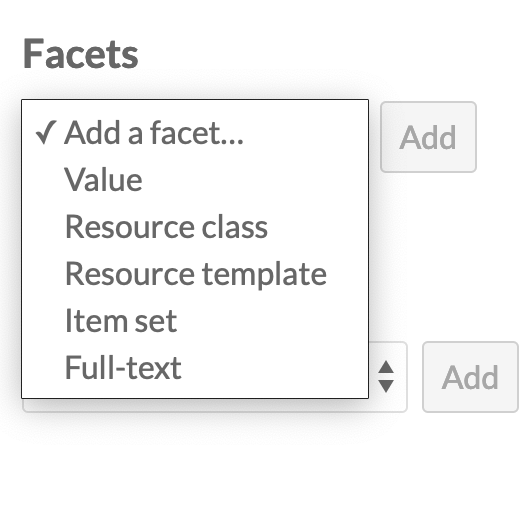 Facets
✓ Add a facet...
Add
Value
Resource class
Resource template
Item set
Full-text
Add